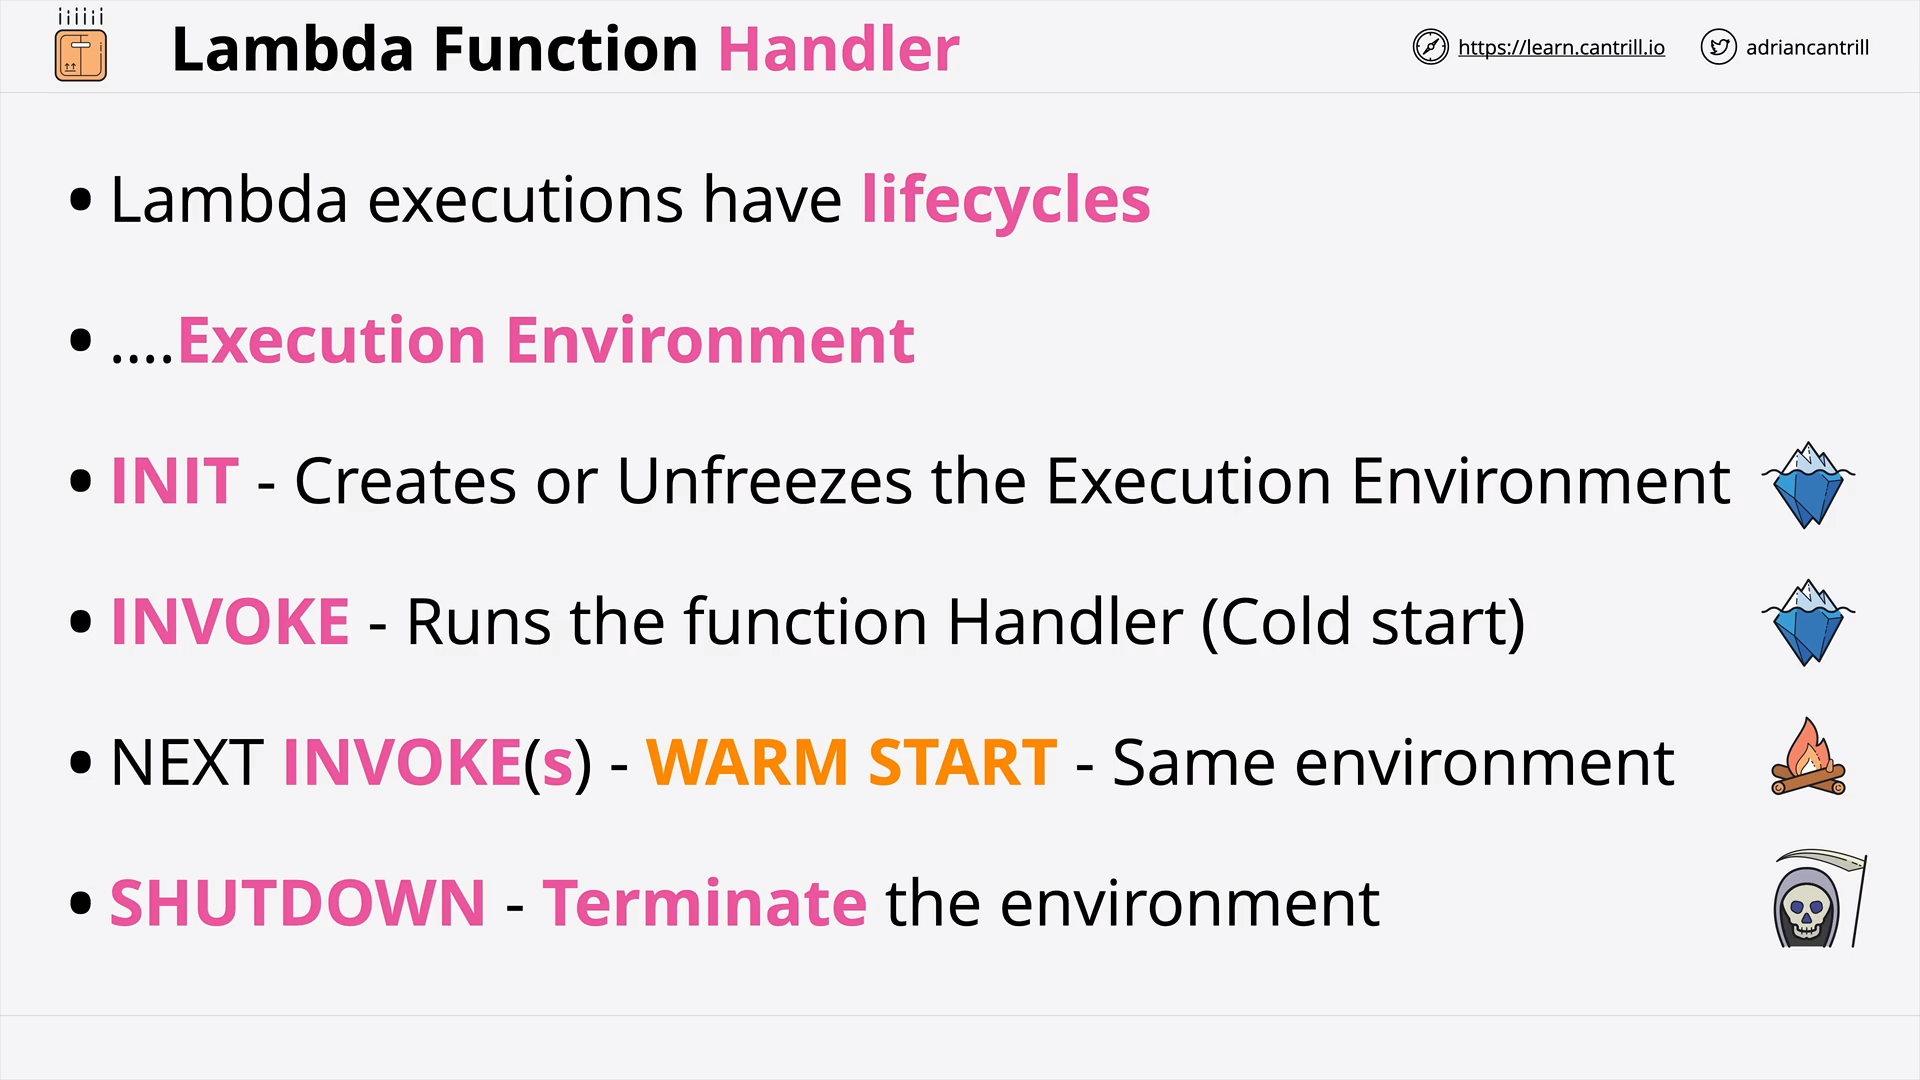 Lambda Function Handler
https://learn.cantrill.io
adriancantrill
• Lambda executions have lifecycles
• ....Execution Environment
• INIT - Creates or Unfreezes the Execution Environment
• INVOKE - Runs the function Handler (Cold start)
• NEXT INVOKE(s) - WARM START - Same environment
• SHUTDOWN - Terminate the environment